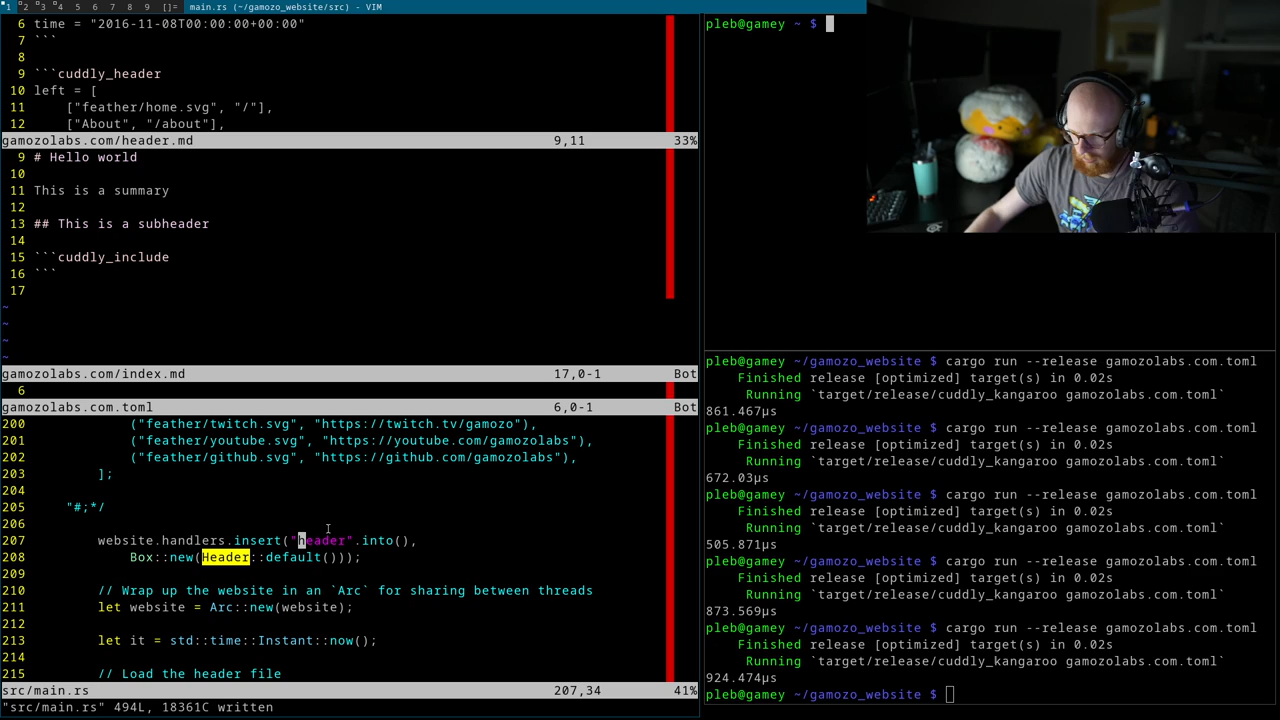 1 2 3 4 5 6 7 8 9 []= main.rs (~/gamozo_website/src) - VIM
6 time = "2016-11-08T00:00:00+00:00"
7 ```
8
9 ```cuddly_header
10 left = [
11     ["feather/home.svg", "/"],
12     ["About", "/about"],
gamozolabs.com/header.md 9,11 33%
9 # Hello world
10
11 This is a summary
12
13 ## This is a subheader
14
15 ```cuddly_include
16 ```
17
~
~
~
~
gamozolabs.com/index.md 17,0-1 Bot
6
gamozolabs.com.toml 6,0-1 Bot
200             ("feather/twitch.svg", "https://twitch.tv/gamozo"),
201             ("feather/youtube.svg", "https://youtube.com/gamozolabs"),
202             ("feather/github.svg", "https://github.com/gamozolabs"),
203         ];
204
205     "#;*/
206
207         website.handlers.insert("header".into(),
208             Box::new(Header::default()));
209
210         // Wrap up the website in an `Arc` for sharing between threads
211         let website = Arc::new(website);
212
213         let it = std::time::Instant::now();
214
215         // Load the header file
src/main.rs 207,34 41%
"src/main.rs" 494L, 18361C written
pleb@gamey ~ $
pleb@gamey ~/gamozo_website $ cargo run --release gamozolabs.com.toml
    Finished release [optimized] target(s) in 0.02s
     Running `target/release/cuddly_kangaroo gamozolabs.com.toml`
861.467µs
pleb@gamey ~/gamozo_website $ cargo run --release gamozolabs.com.toml
    Finished release [optimized] target(s) in 0.02s
     Running `target/release/cuddly_kangaroo gamozolabs.com.toml`
672.03µs
pleb@gamey ~/gamozo_website $ cargo run --release gamozolabs.com.toml
    Finished release [optimized] target(s) in 0.02s
     Running `target/release/cuddly_kangaroo gamozolabs.com.toml`
505.871µs
pleb@gamey ~/gamozo_website $ cargo run --release gamozolabs.com.toml
    Finished release [optimized] target(s) in 0.02s
     Running `target/release/cuddly_kangaroo gamozolabs.com.toml`
873.569µs
pleb@gamey ~/gamozo_website $ cargo run --release gamozolabs.com.toml
    Finished release [optimized] target(s) in 0.02s
     Running `target/release/cuddly_kangaroo gamozolabs.com.toml`
924.474µs
pleb@gamey ~/gamozo_website $